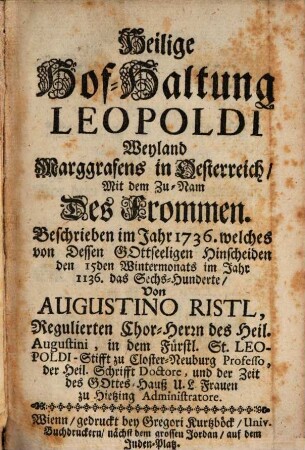 Heilige
Hof-Haltung
LEOPOLDI
Weyland
Marggrafens in Oesterreich/
Mit dem Zu-Nam
Des Frommen.
Beschrieben im Jahr 1736. welches
von Dessen GOttseeligen Hinscheiden
den 15den Wintermonats im Jahr
1136. das Sechs-Hunderte/
Von
AUGUSTINO RISTL,
Regulierten Chor-Herrn des Heil.
Augustini, in dem Fürstl. St. LEO-
POLDI-Stifft zu Closter-Neuburg Professo,
der Heil. Schrifft Doctore, und der Zeit
des GOttes-Hauß U. L. Frauen
zu Hietzing Administratore.
Wienn/ gedruckt bey Gregori Kurtzböck/ Univ.
Buchdruckern/ nächst dem grossen Jordan/ auf dem
Juden-Platz.